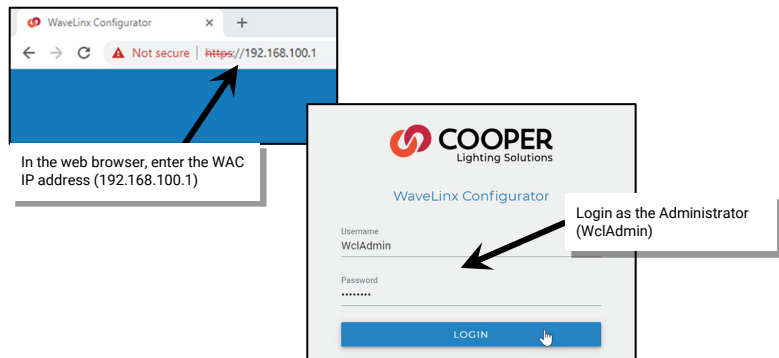 WaveLinx Configurator
Not secure | https://192.168.100.1
In the web browser, enter the WAC
IP address (192.168.100.1)
COOPER
Lighting Solutions
WaveLinx Configurator
Login as the Administrator
(WclAdmin)
Username
WclAdmin
Password
••••••••
LOGIN